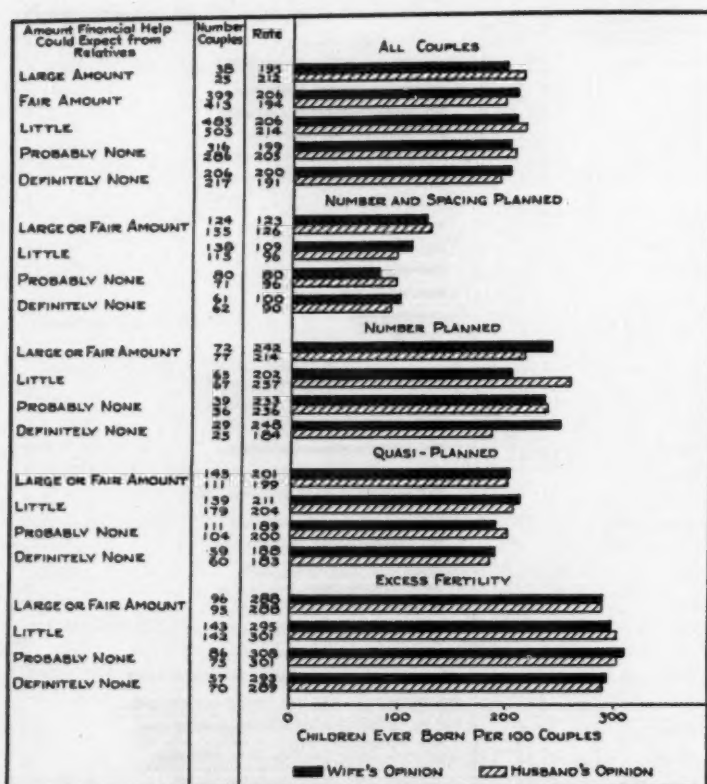 Amount Financial Help Could Expect from Relatives | Number Couples | Rate
ALL COUPLES
LARGE AMOUNT 38 195
25 212
FAIR AMOUNT 399 206
413 194
LITTLE 485 206
503 214
PROBABLY NONE 316 199
286 205
DEFINITELY NONE 206 200
217 191
NUMBER AND SPACING PLANNED
LARGE OR FAIR AMOUNT 124 123
155 126
LITTLE 138 109
115 96
PROBABLY NONE 80 80
71 96
DEFINITELY NONE 61 100
62 90
NUMBER PLANNED
LARGE OR FAIR AMOUNT 72 242
77 214
LITTLE 65 202
67 257
PROBABLY NONE 39 233
36 236
DEFINITELY NONE 29 248
25 184
QUASI-PLANNED
LARGE OR FAIR AMOUNT 145 201
111 199
LITTLE 139 211
179 204
PROBABLY NONE 111 189
104 200
DEFINITELY NONE 59 188
60 183
EXCESS FERTILITY
LARGE OR FAIR AMOUNT 96 288
95 288
LITTLE 143 295
142 301
PROBABLY NONE 86 308
75 301
DEFINITELY NONE 57 293
70 289
0 100 200 300
CHILDREN EVER BORN PER 100 COUPLES
WIFE'S OPINION HUSBAND'S OPINION